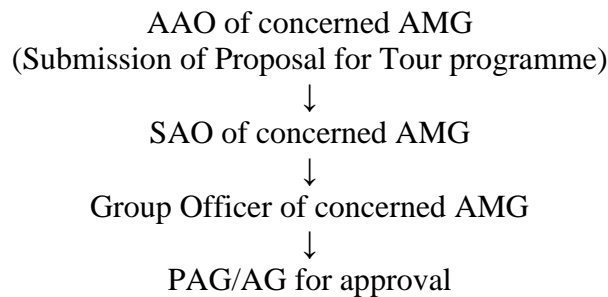 AAO of concerned AMG
(Submission of Proposal for Tour programme)
↓
SAO of concerned AMG
↓
Group Officer of concerned AMG
↓
PAG/AG for approval